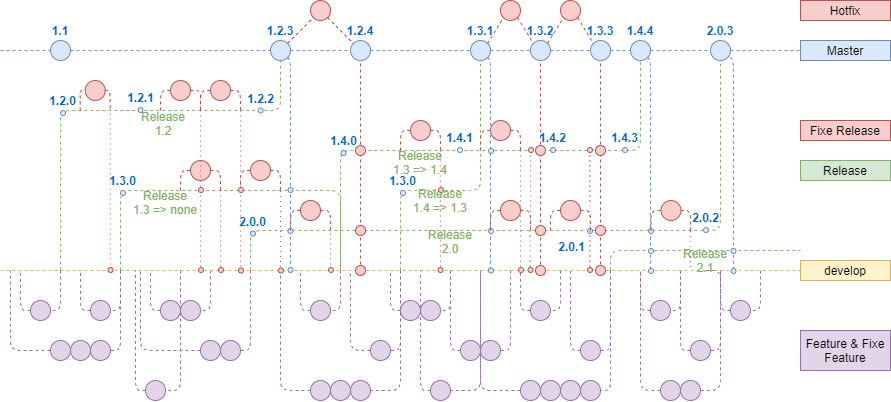 Hotfix
1.1
1.2.3
1.2.4
1.3.1
1.3.2
1.3.3
1.4.4
2.0.3
Master
1.2.0
1.2.1
1.2.2
Release
1.2
1.4.0
1.4.1
1.4.2
1.4.3
Fixe Release
Release
1.3 => 1.4
Release
1.3.0
Release
1.3 => none
1.3.0
Release
1.4 => 1.3
2.0.0
Release
2.0
2.0.1
2.0.2
Release
2.1
develop
Feature & Fixe
Feature